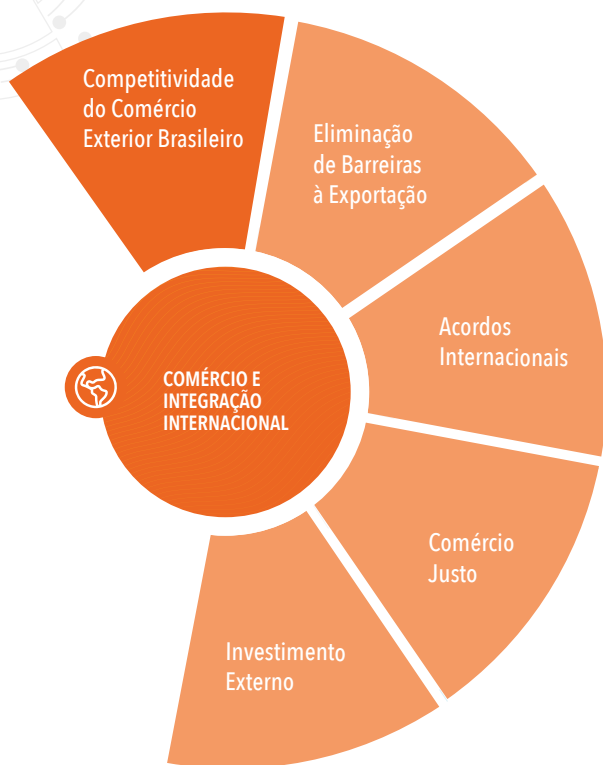 Competitividade
do Comércio
Exterior Brasileiro
Eliminação
de Barreiras
à Exportação
Acordos
Internacionais
COMÉRCIO E
INTEGRAÇÃO
INTERNACIONAL
Comércio
Justo
Investimento
Externo